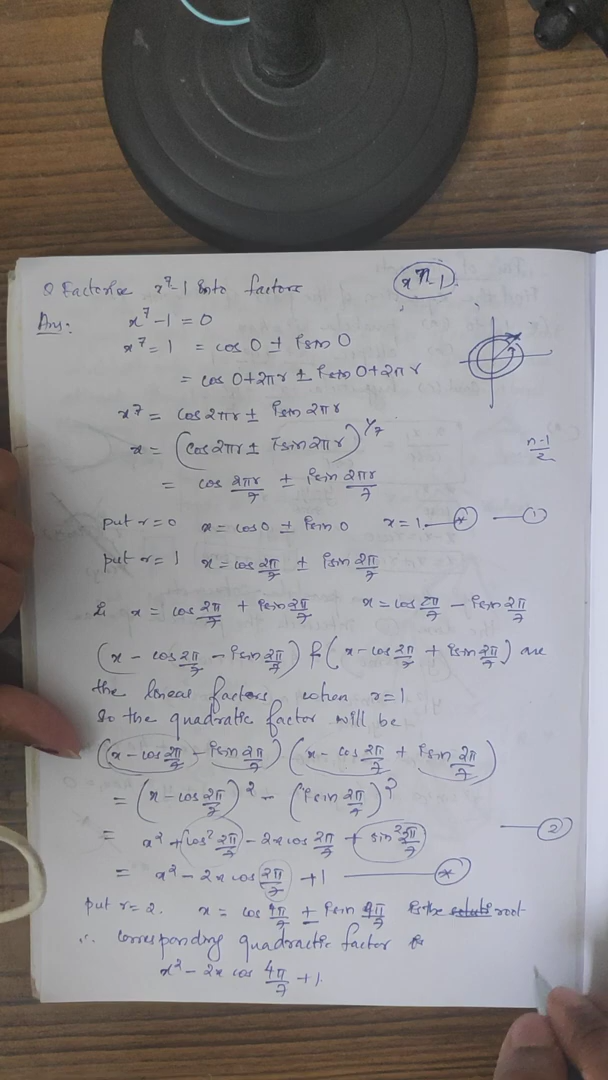 Q Factorise x⁷-1 into factors
xⁿ-1
Ans: x⁷ - 1 = 0
x⁷ = 1 = cos 0 ± i sin 0
= cos 0+2πr ± i sin 0+2πr
x⁷ = cos 2πr ± i sin 2πr
x = (cos 2πr ± i sin 2πr)^1/7
n-1/2
= cos 2πr/7 ± i sin 2πr/7
put r=0 x = cos 0 ± i sin 0 x = 1 — * — ①
put r=1 x = cos 2π/7 ± i sin 2π/7
x = cos 2π/7 + i sin 2π/7 x = cos 2π/7 - i sin 2π/7
(x - cos 2π/7 - i sin 2π/7) & (x - cos 2π/7 + i sin 2π/7) are
the linear factors when r=1
So the quadratic factor will be
(x - cos 2π/7 - i sin 2π/7) (x - cos 2π/7 + i sin 2π/7)
= (x - cos 2π/7)² - (i sin 2π/7)²
= x² + cos² 2π/7 - 2x cos 2π/7 + sin² 2π/7 — ②
= x² - 2x cos 2π/7 + 1 — *
put r=2. x = cos 4π/7 ± i sin 4π/7 is the root
∴ corresponding quadractic factor is
x² - 2x cos 4π/7 + 1.